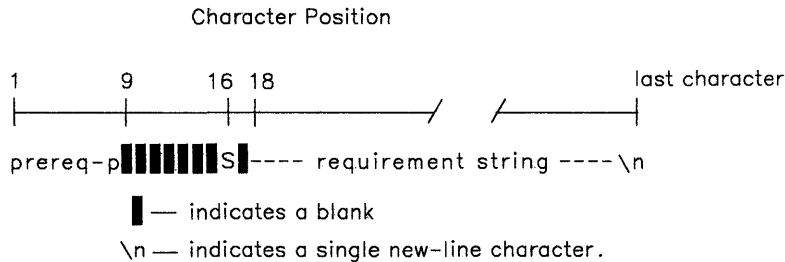 Character Position
1 9 16 18 last character
prereq-p S ---- requirement string ---- \n
— indicates a blank
\n — indicates a single new-line character.